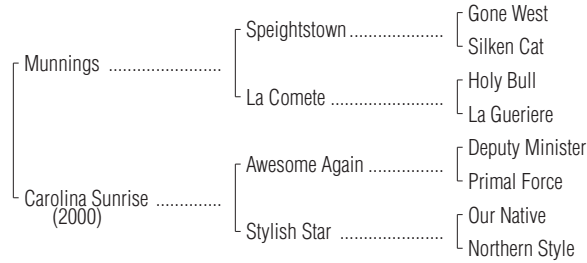 Gone West
Speightstown ....................
Silken Cat
Munnings ........................
Holy Bull
La Comete ........................
La Gueriere
Deputy Minister
Awesome Again ................
Primal Force
Carolina Sunrise ..............
(2000)
Our Native
Stylish Star ......................
Northern Style